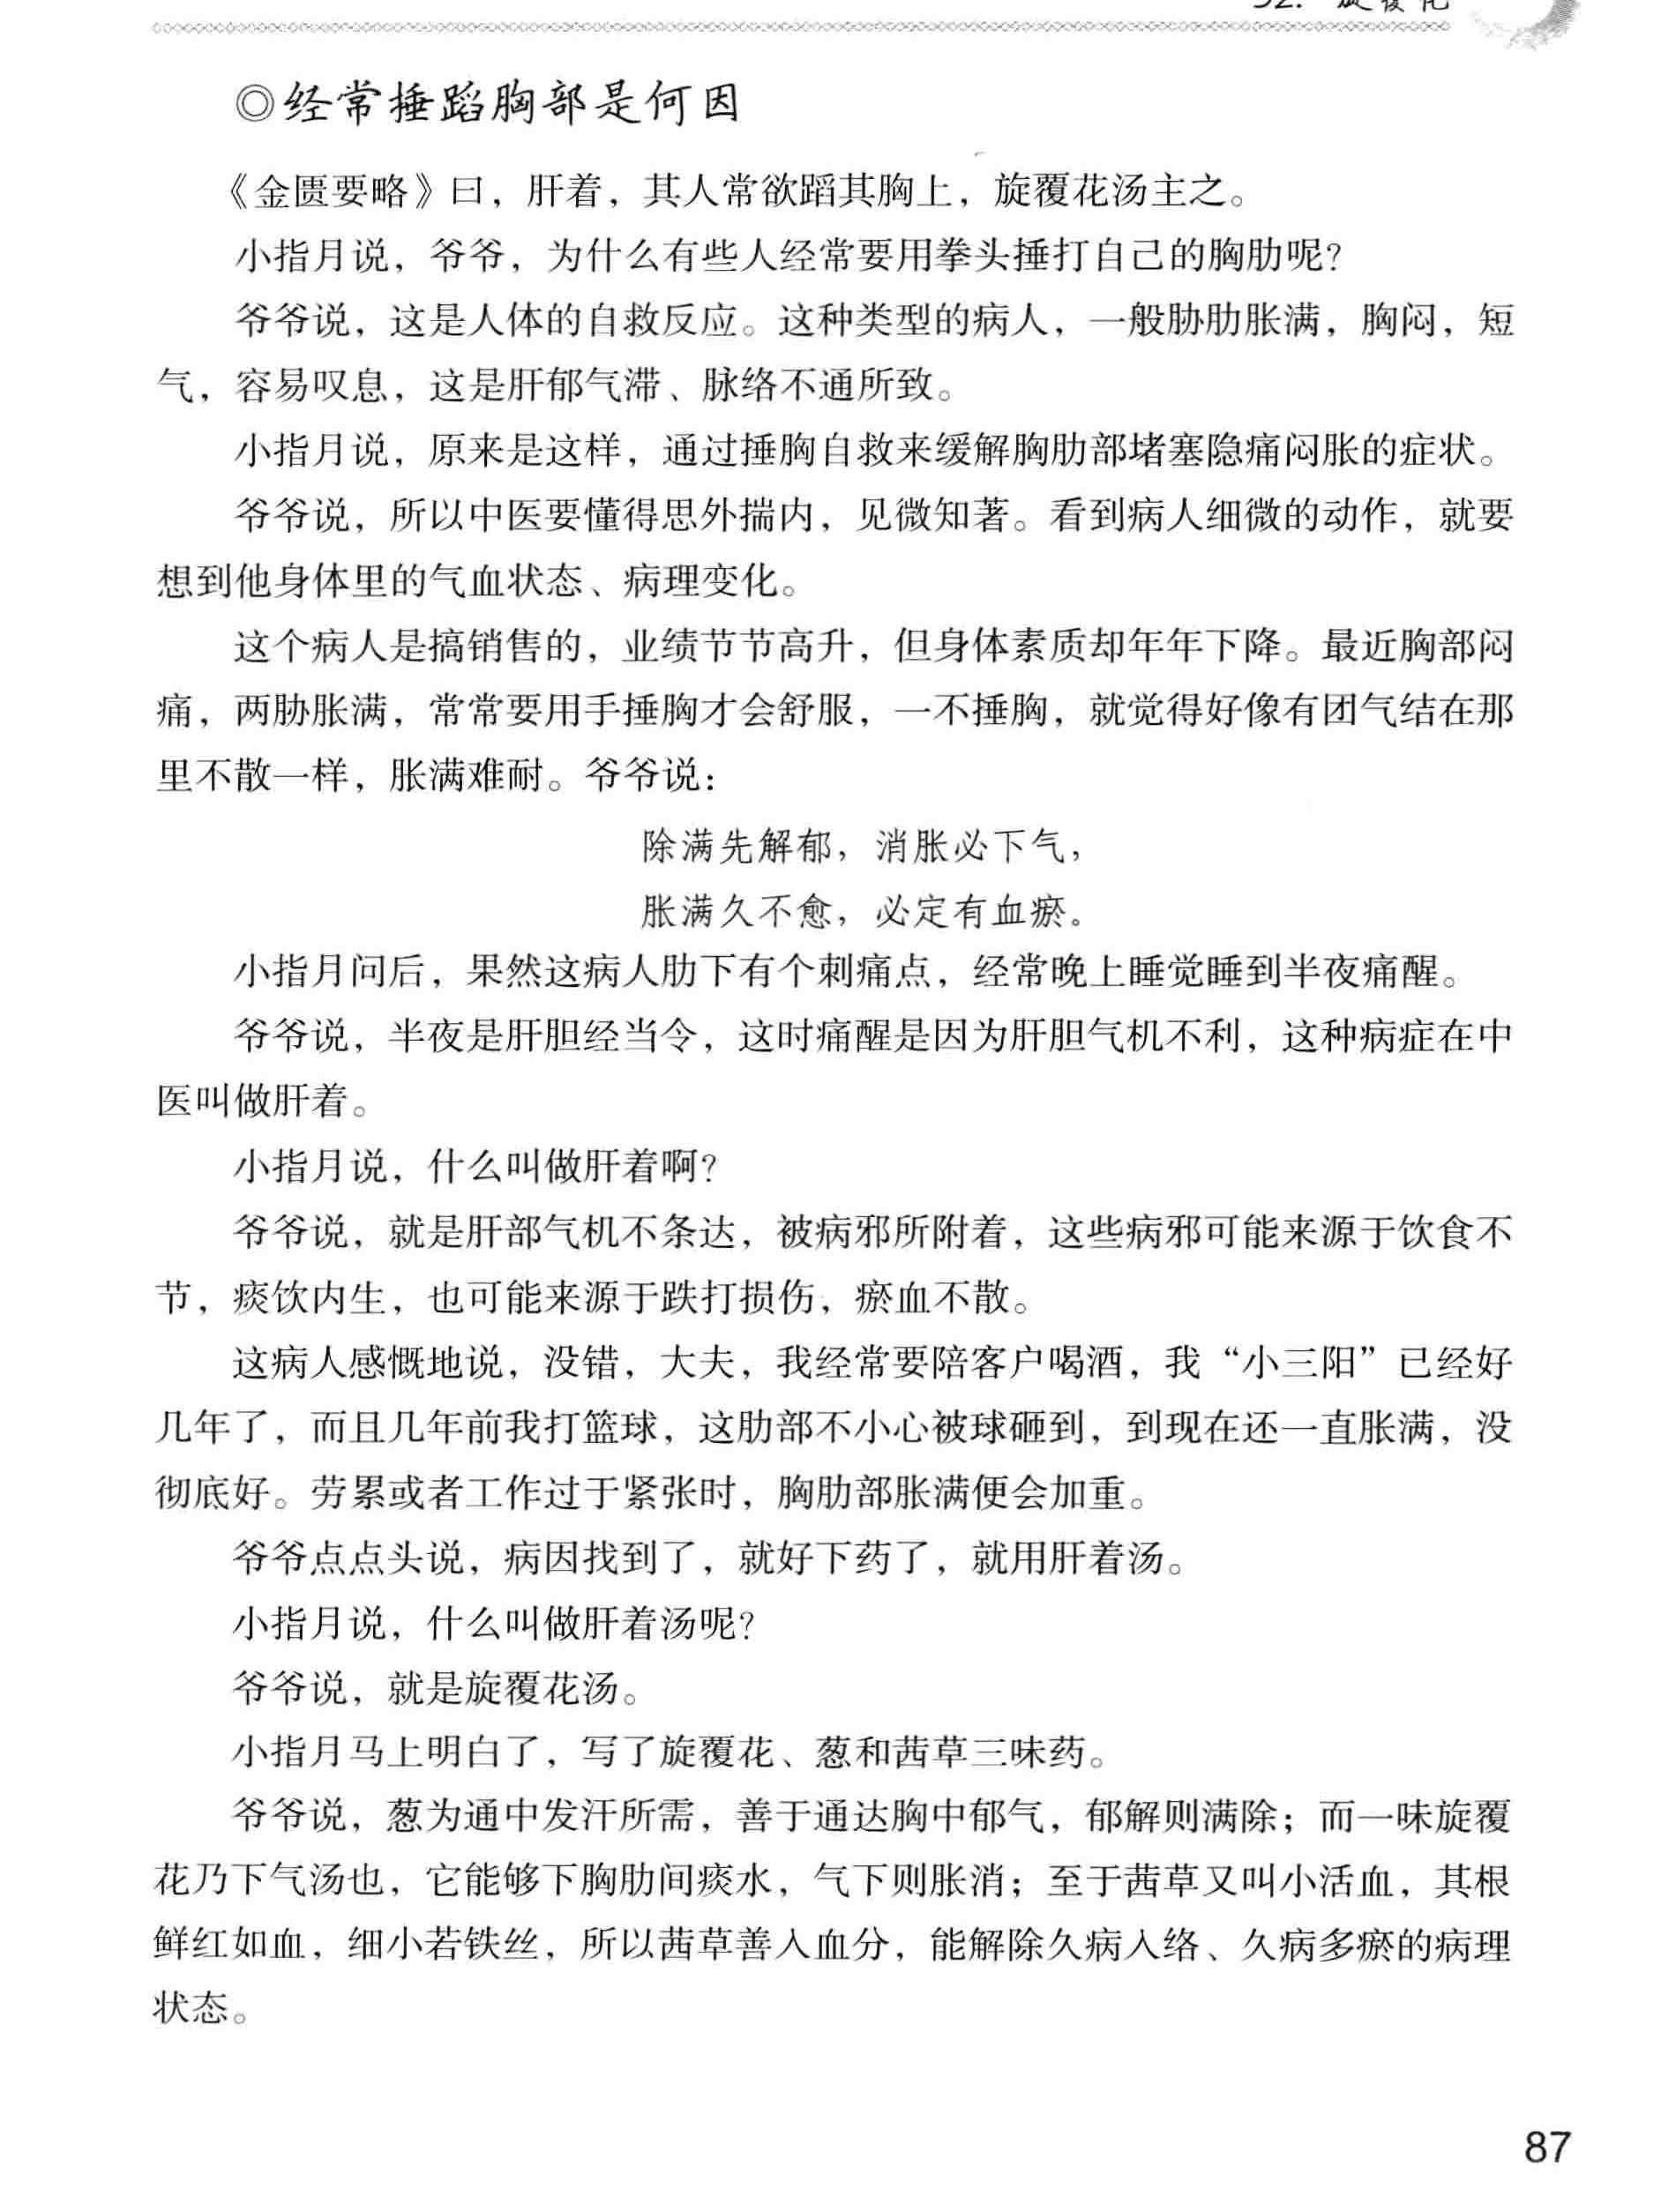 ◎经常捶蹈胸部是何因
《金匮要略》曰，肝着，其人常欲蹈其胸上，旋覆花汤主之。
小指月说，爷爷，为什么有些人经常要用拳头捶打自己的胸肋呢？
爷爷说，这是人体的自救反应。这种类型的病人，一般胁肋胀满，胸闷，短
气，容易叹息，这是肝郁气滞、脉络不通所致。
小指月说，原来是这样，通过捶胸自救来缓解胸肋部堵塞隐痛闷胀的症状。
爷爷说，所以中医要懂得思外揣内，见微知著。看到病人细微的动作，就要
想到他身体里的气血状态、病理变化。
这个病人是搞销售的，业绩节节高升，但身体素质却年年下降。最近胸部闷
痛，两胁胀满，常常要用手捶胸才会舒服，一不捶胸，就觉得好像有团气结在那
里不散一样，胀满难耐。爷爷说：
除满先解郁，消胀必下气，
胀满久不愈，必定有血瘀。
小指月问后，果然这病人肋下有个刺痛点，经常晚上睡觉睡到半夜痛醒。
爷爷说，半夜是肝胆经当令，这时痛醒是因为肝胆气机不利，这种病症在中
医叫做肝着。
小指月说，什么叫做肝着啊？
爷爷说，就是肝部气机不条达，被病邪所附着，这些病邪可能来源于饮食不
节，痰饮内生，也可能来源于跌打损伤，瘀血不散。
这病人感慨地说，没错，大夫，我经常要陪客户喝酒，我“小三阳”已经好
几年了，而且几年前我打篮球，这肋部不小心被球砸到，到现在还一直胀满，没
彻底好。劳累或者工作过于紧张时，胸肋部胀满便会加重。
爷爷点点头说，病因找到了，就好下药了，就用肝着汤。
小指月说，什么叫做肝着汤呢？
爷爷说，就是旋覆花汤。
小指月马上明白了，写了旋覆花、葱和茜草三味药。
爷爷说，葱为通中发汗所需，善于通达胸中郁气，郁解则满除；而一味旋覆
花乃下气汤也，它能够下胸肋间痰水，气下则胀消；至于茜草又叫小活血，其根
鲜红如血，细小若铁丝，所以茜草善入血分，能解除久病入络、久病多瘀的病理
状态。
87